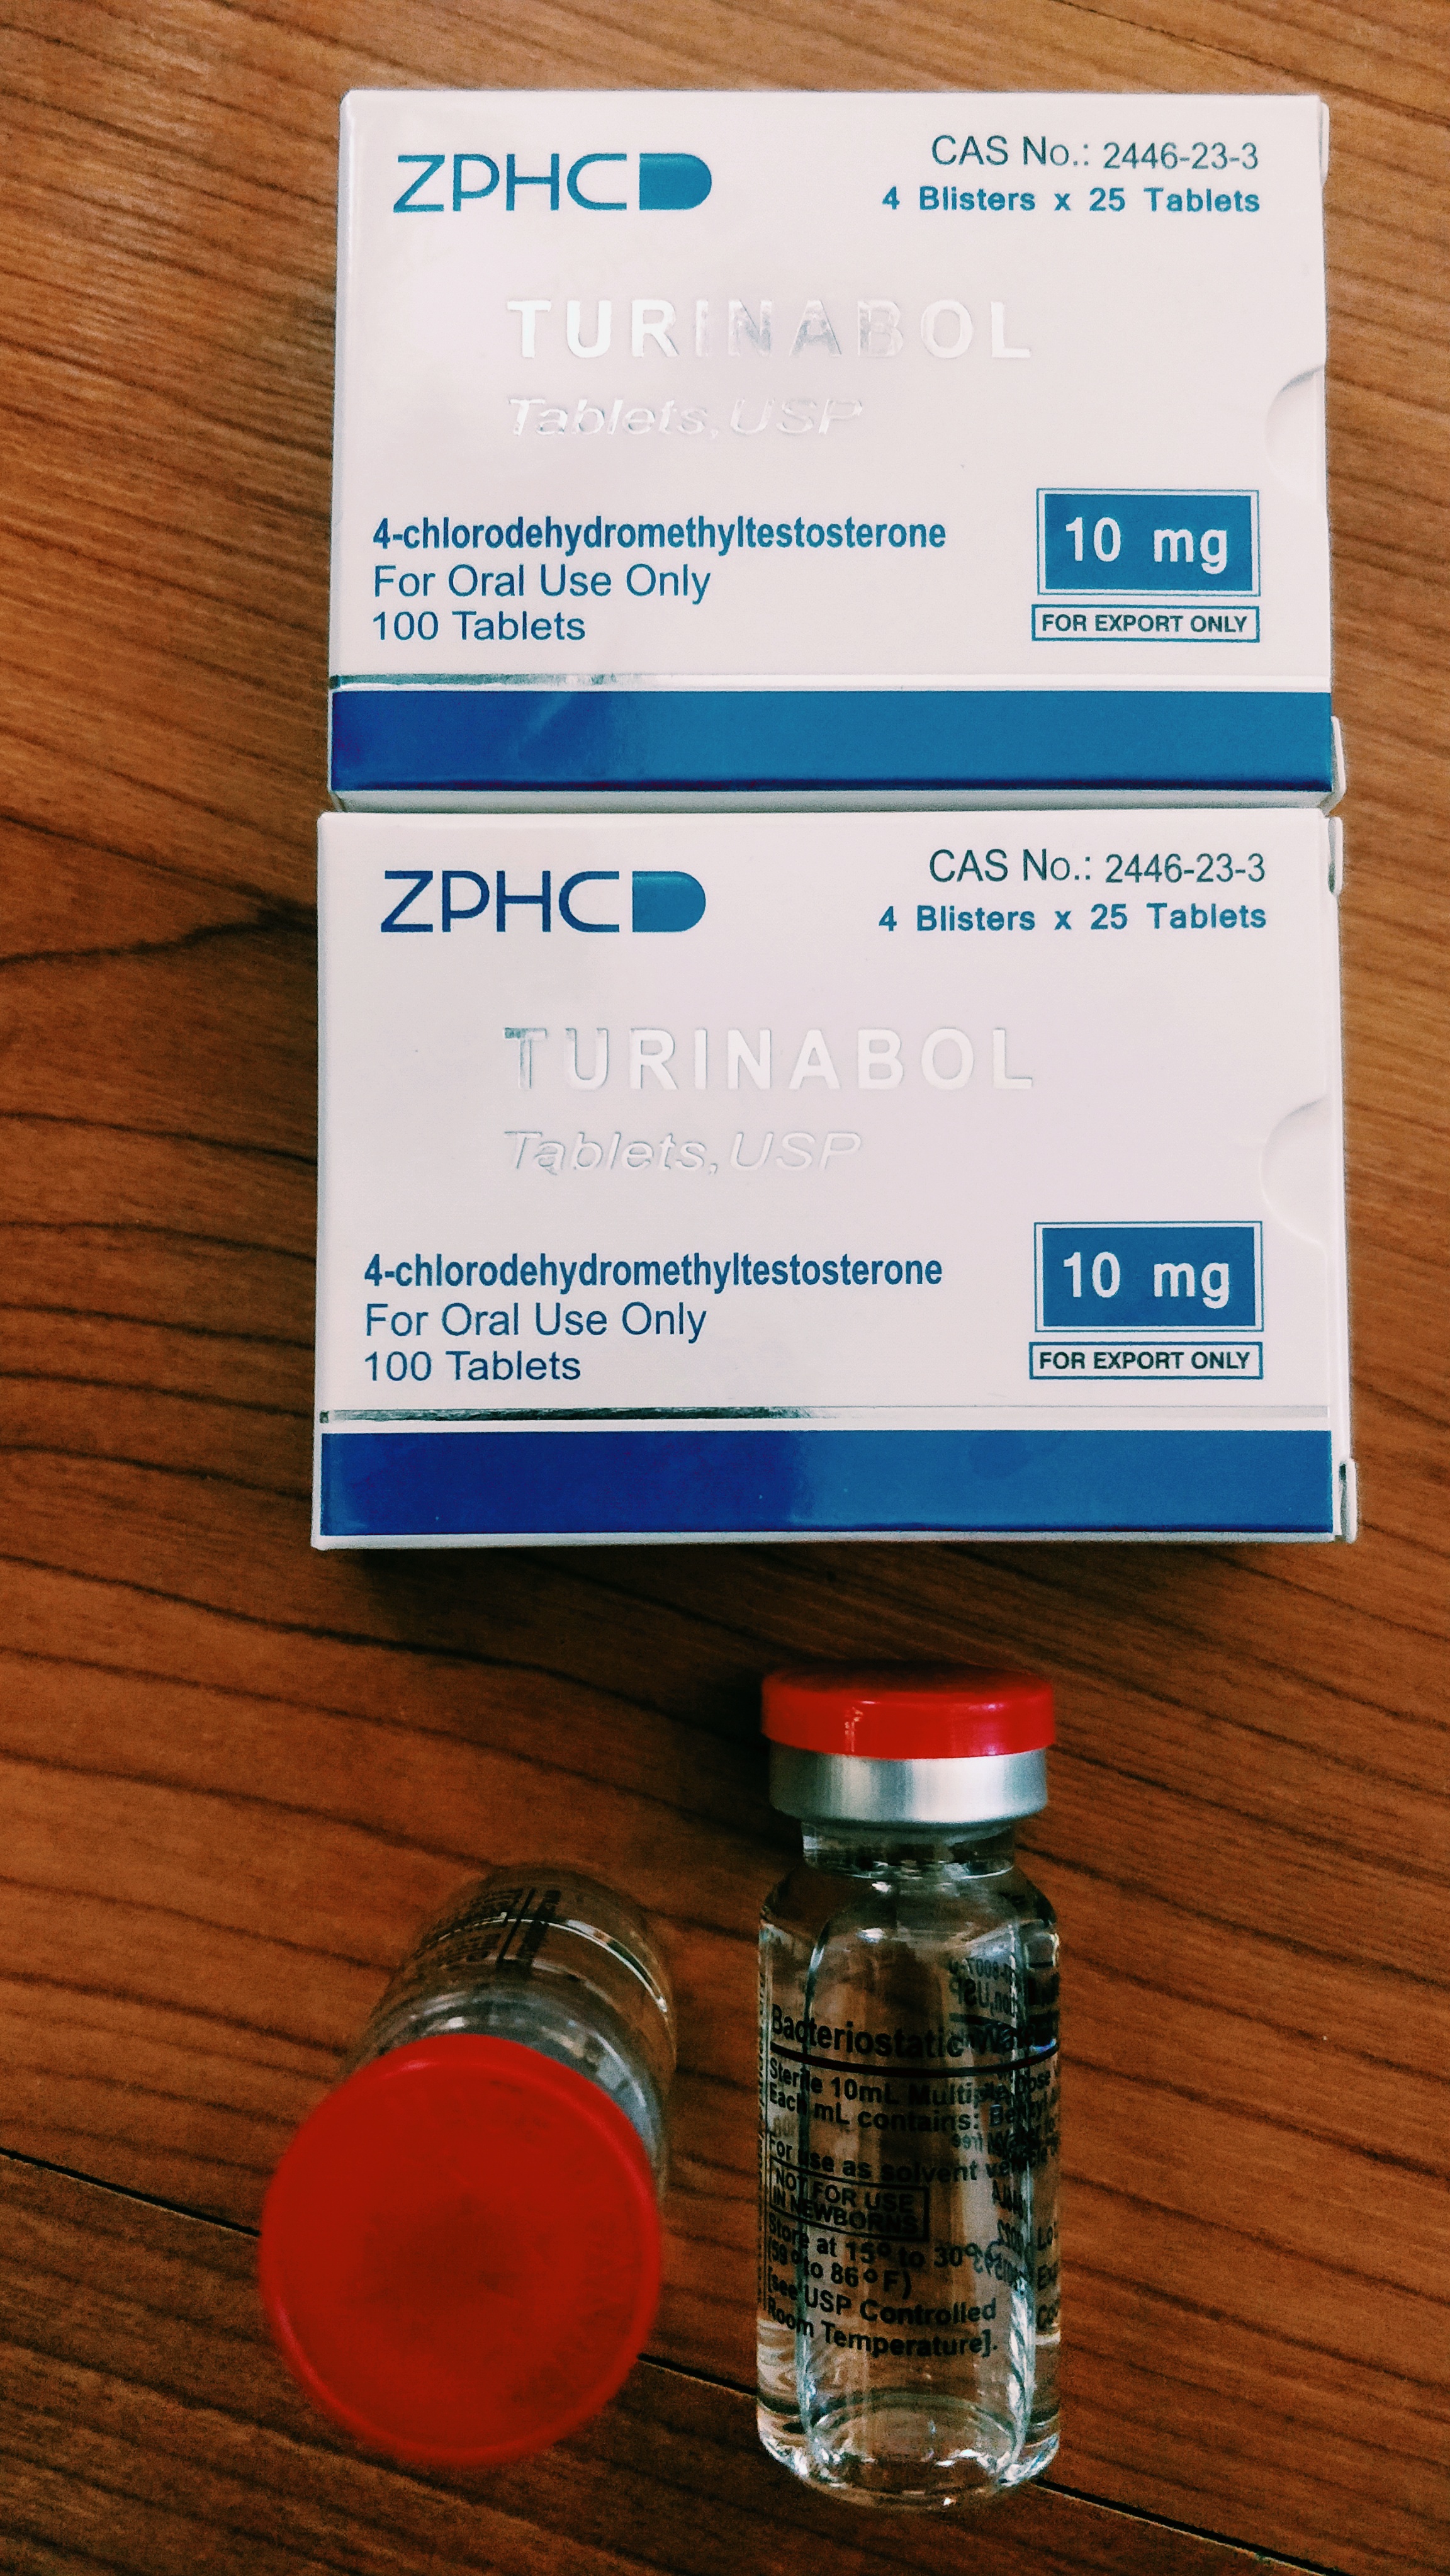 ZPHC
CAS No.: 2446-23-3
4 Blisters x 25 Tablets
TURINABOL
Tablets, USP
4-chlorodehydromethyltestosterone
For Oral Use Only
100 Tablets
10 mg
FOR EXPORT ONLY
ZPHC
CAS No.: 2446-23-3
4 Blisters x 25 Tablets
TURINABOL
Tablets, USP
4-chlorodehydromethyltestosterone
For Oral Use Only
100 Tablets
10 mg
FOR EXPORT ONLY
Bacteriostatic
Sterile 10mL Multiple Dose
Each mL contains:
For use as solvent
NOT FOR USE
IN NEWBORNS
Store at 15° to 30°
(59° to 86° F)
[see USP Controlled
Room Temperature].